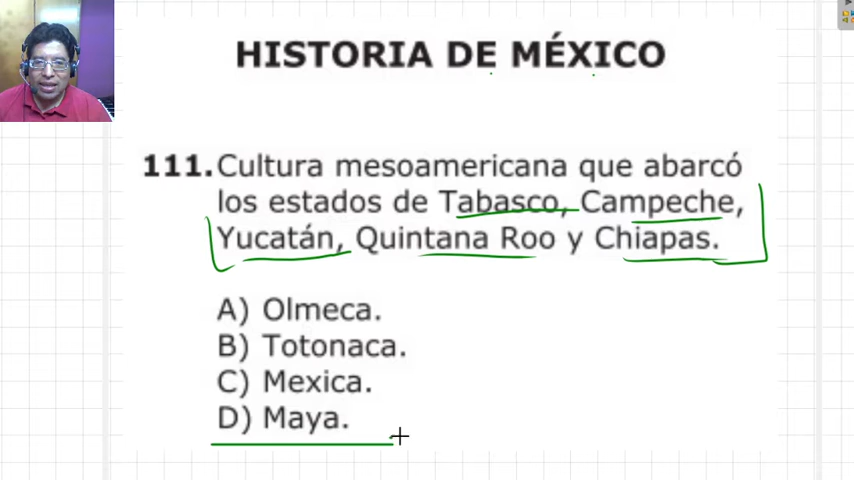 HISTORIA DE MÉXICO
111. Cultura mesoamericana que abarcó
los estados de Tabasco, Campeche,
Yucatán, Quintana Roo y Chiapas.
A) Olmeca.
B) Totonaca.
C) Mexica.
D) Maya.